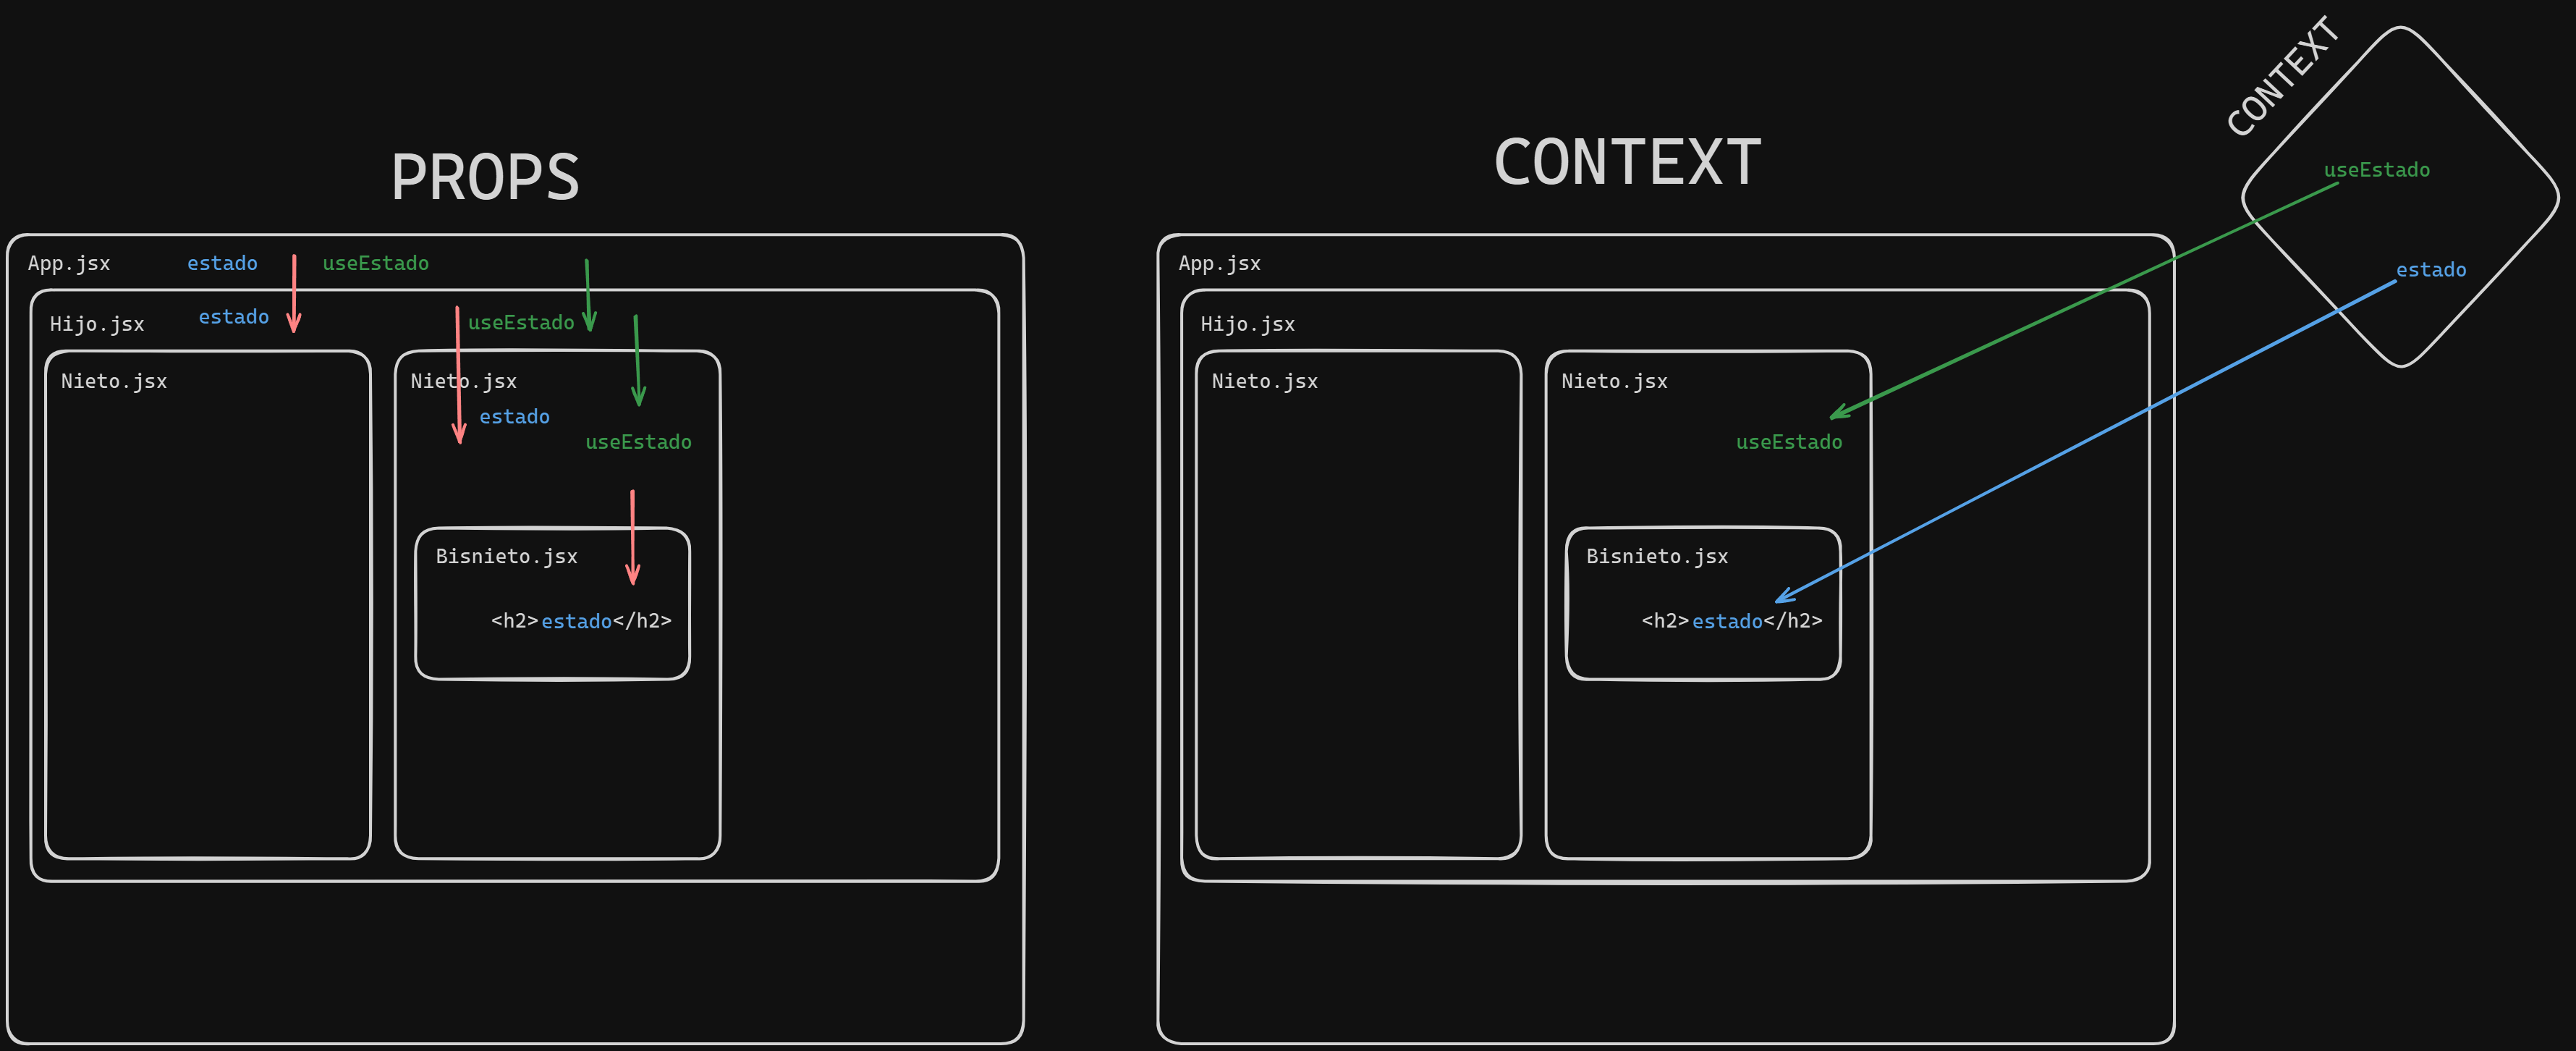 PROPS
App.jsx estado useEstado
Hijo.jsx estado useEstado
Nieto.jsx
Nieto.jsx
estado
useEstado
Bisnieto.jsx
<h2>estado</h2>
CONTEXT
App.jsx
Hijo.jsx
Nieto.jsx
Nieto.jsx
useEstado
Bisnieto.jsx
<h2>estado</h2>
CONTEXT
useEstado
estado